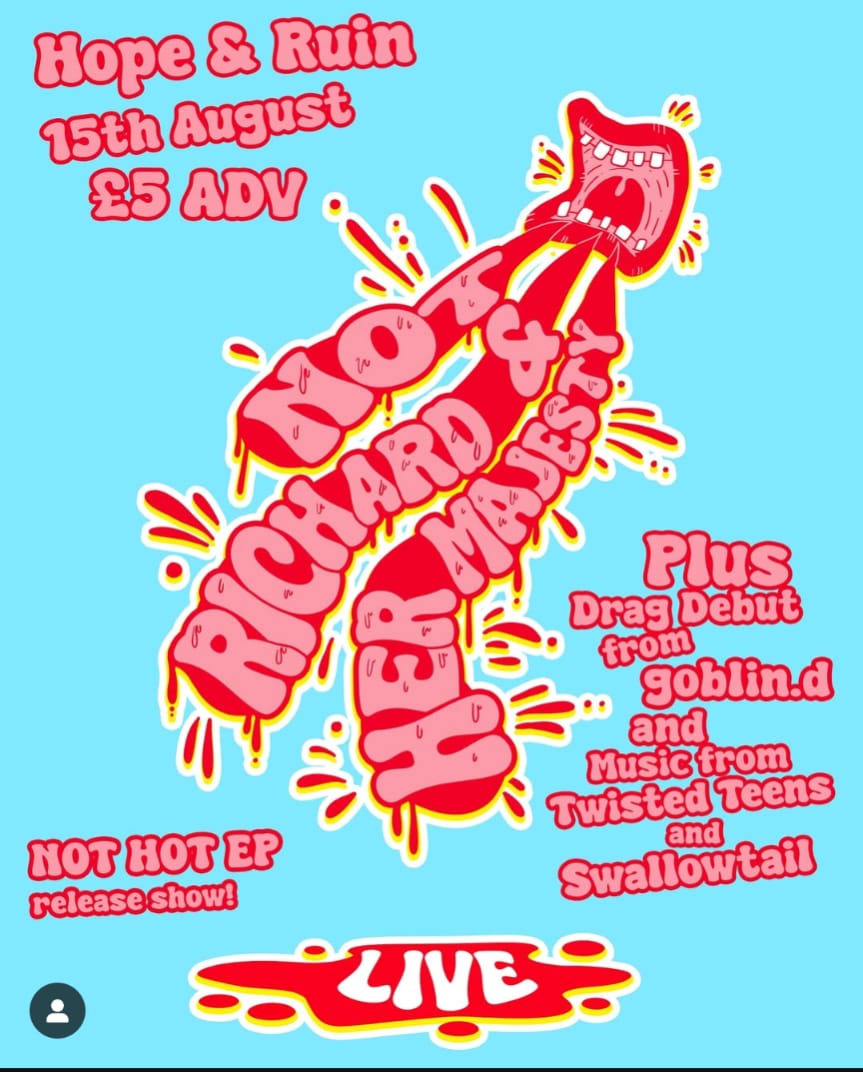 Hope & Ruin
15th August
£5 ADV
NOT
RICHARD &
HER MAJESTY
Plus
Drag Debut
from
goblin.d
and
Music from
Twisted Teens
and
Swallowtail
NOT HOT EP
release show!
LIVE